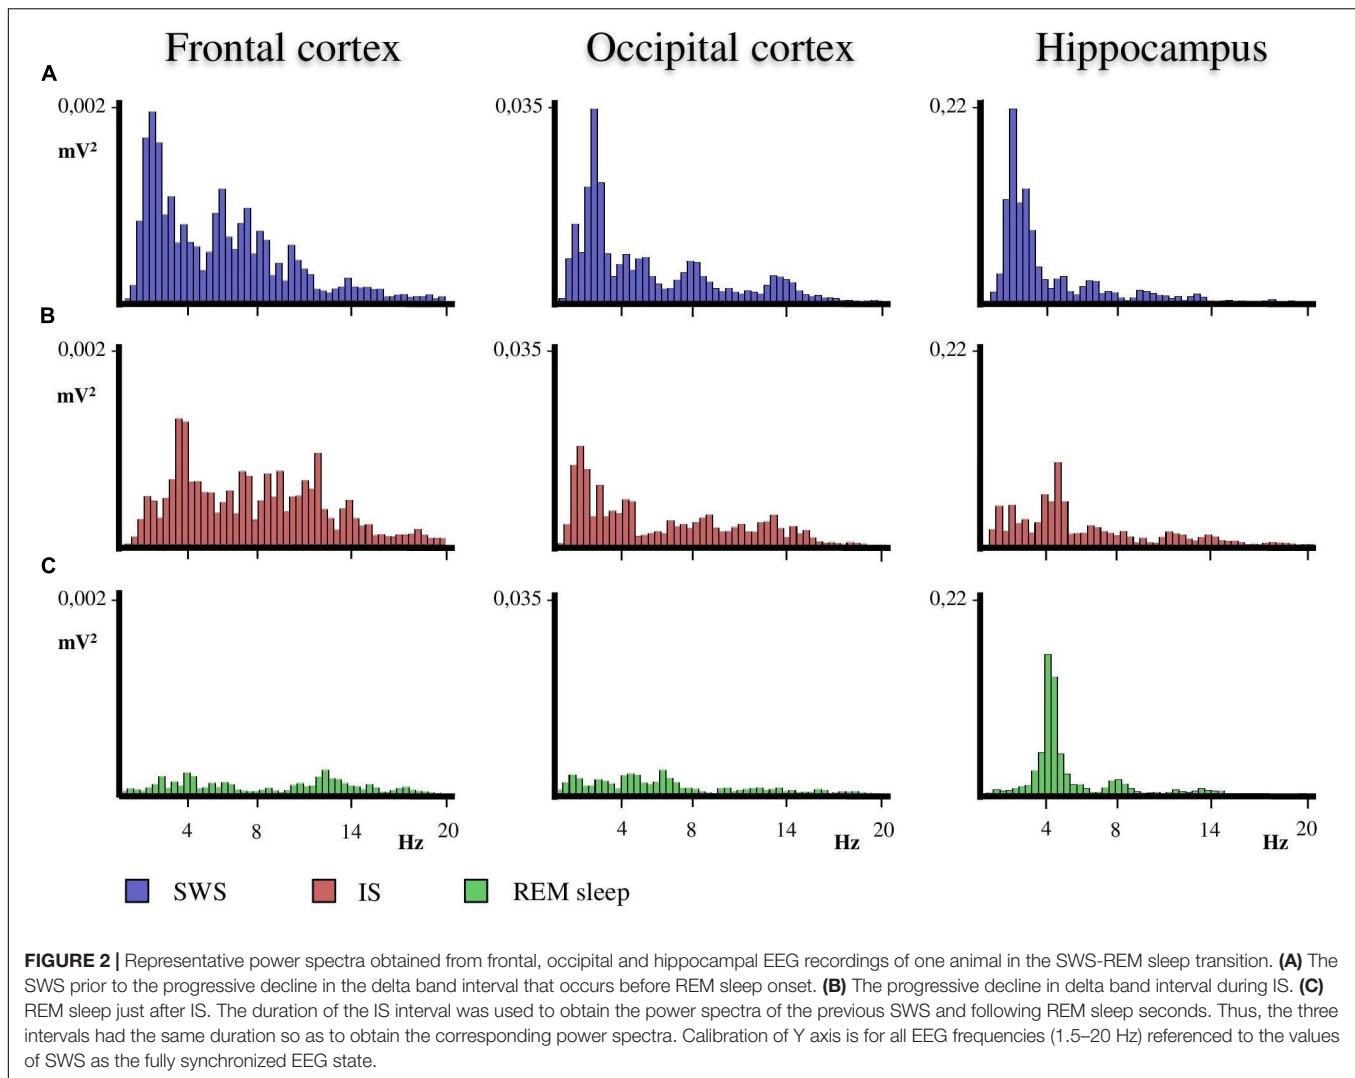 Frontal cortex
Occipital cortex
Hippocampus
A
0,002
mV²
0,035
0,22
4
8
14
20
B
0,002
mV²
0,035
0,22
C
0,002
mV²
0,035
0,22
4 8 14 20
Hz
4 8 14 20
Hz
4 8 14 20
Hz
SWS
IS
REM sleep
FIGURE 2 | Representative power spectra obtained from frontal, occipital and hippocampal EEG recordings of one animal in the SWS-REM sleep transition. (A) The
SWS prior to the progressive decline in the delta band interval that occurs before REM sleep onset. (B) The progressive decline in delta band interval during IS. (C)
REM sleep just after IS. The duration of the IS interval was used to obtain the power spectra of the previous SWS and following REM sleep seconds. Thus, the three
intervals had the same duration so as to obtain the corresponding power spectra. Calibration of Y axis is for all EEG frequencies (1.5–20 Hz) referenced to the values
of SWS as the fully synchronized EEG state.